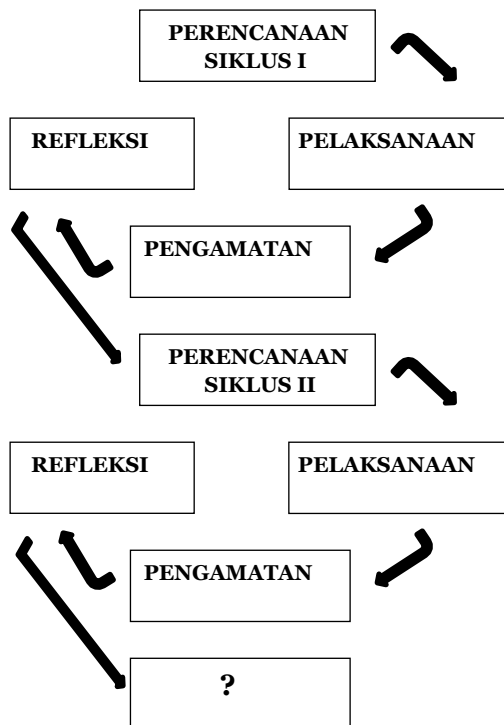 PERENCANAAN
SIKLUS I
REFLEKSI
PELAKSANAAN
PENGAMATAN
PERENCANAAN
SIKLUS II
REFLEKSI
PELAKSANAAN
PENGAMATAN
?